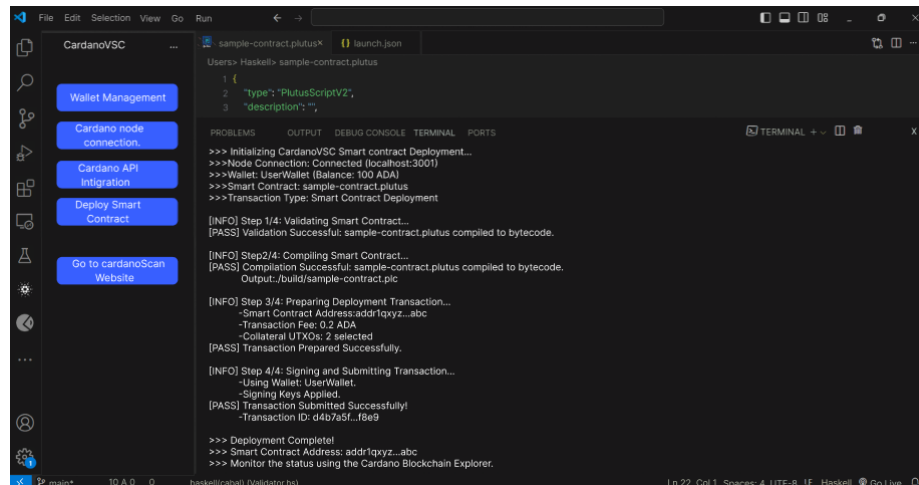 File Edit Selection View Go Run
CardanoVSC ...
Wallet Management
Cardano node
connection.
Cardano API
Intigration
Deploy Smart
Contract
Go to cardanoScan
Website
sample-contract.plutus× {} launch.json
Users> Haskell> sample-contract.plutus
1 {
2 "type": "PlutusScriptV2",
3 "description": "",
PROBLEMS OUTPUT DEBUG CONSOLE TERMINAL PORTS
TERMINAL
>>> Initializing CardanoVSC Smart contract Deployment...
>>>Node Connection: Connected (localhost:3001)
>>>Wallet: UserWallet (Balance: 100 ADA)
>>>Smart Contract: sample-contract.plutus
>>>Transaction Type: Smart Contract Deployment
[INFO] Step 1/4: Validating Smart Contract...
[PASS] Validation Successful: sample-contract.plutus compiled to bytecode.
[INFO] Step2/4: Compiling Smart Contract...
[PASS] Compilation Successful: sample-contract.plutus compiled to bytecode.
Output:./build/sample-contract.plc
[INFO] Step 3/4: Preparing Deployment Transaction...
-Smart Contract Address:addr1qxyz...abc
-Transaction Fee: 0.2 ADA
-Collateral UTXOs: 2 selected
[PASS] Transaction Prepared Successfully.
[INFO] Step 4/4: Signing and Submitting Transaction...
-Using Wallet: UserWallet.
-Signing Keys Applied.
[PASS] Transaction Submitted Successfully!
-Transaction ID: d4b7a5f...f8e9
>>> Deployment Complete!
>>> Smart Contract Address: addr1qxyz...abc
>>> Monitor the status using the Cardano Blockchain Explorer.
1
main* 10 A 0 0 haskell(cabal) (Validator.hs) Ln 22, Col 1 Spaces: 4 UTF-8 LF Haskell Go Live